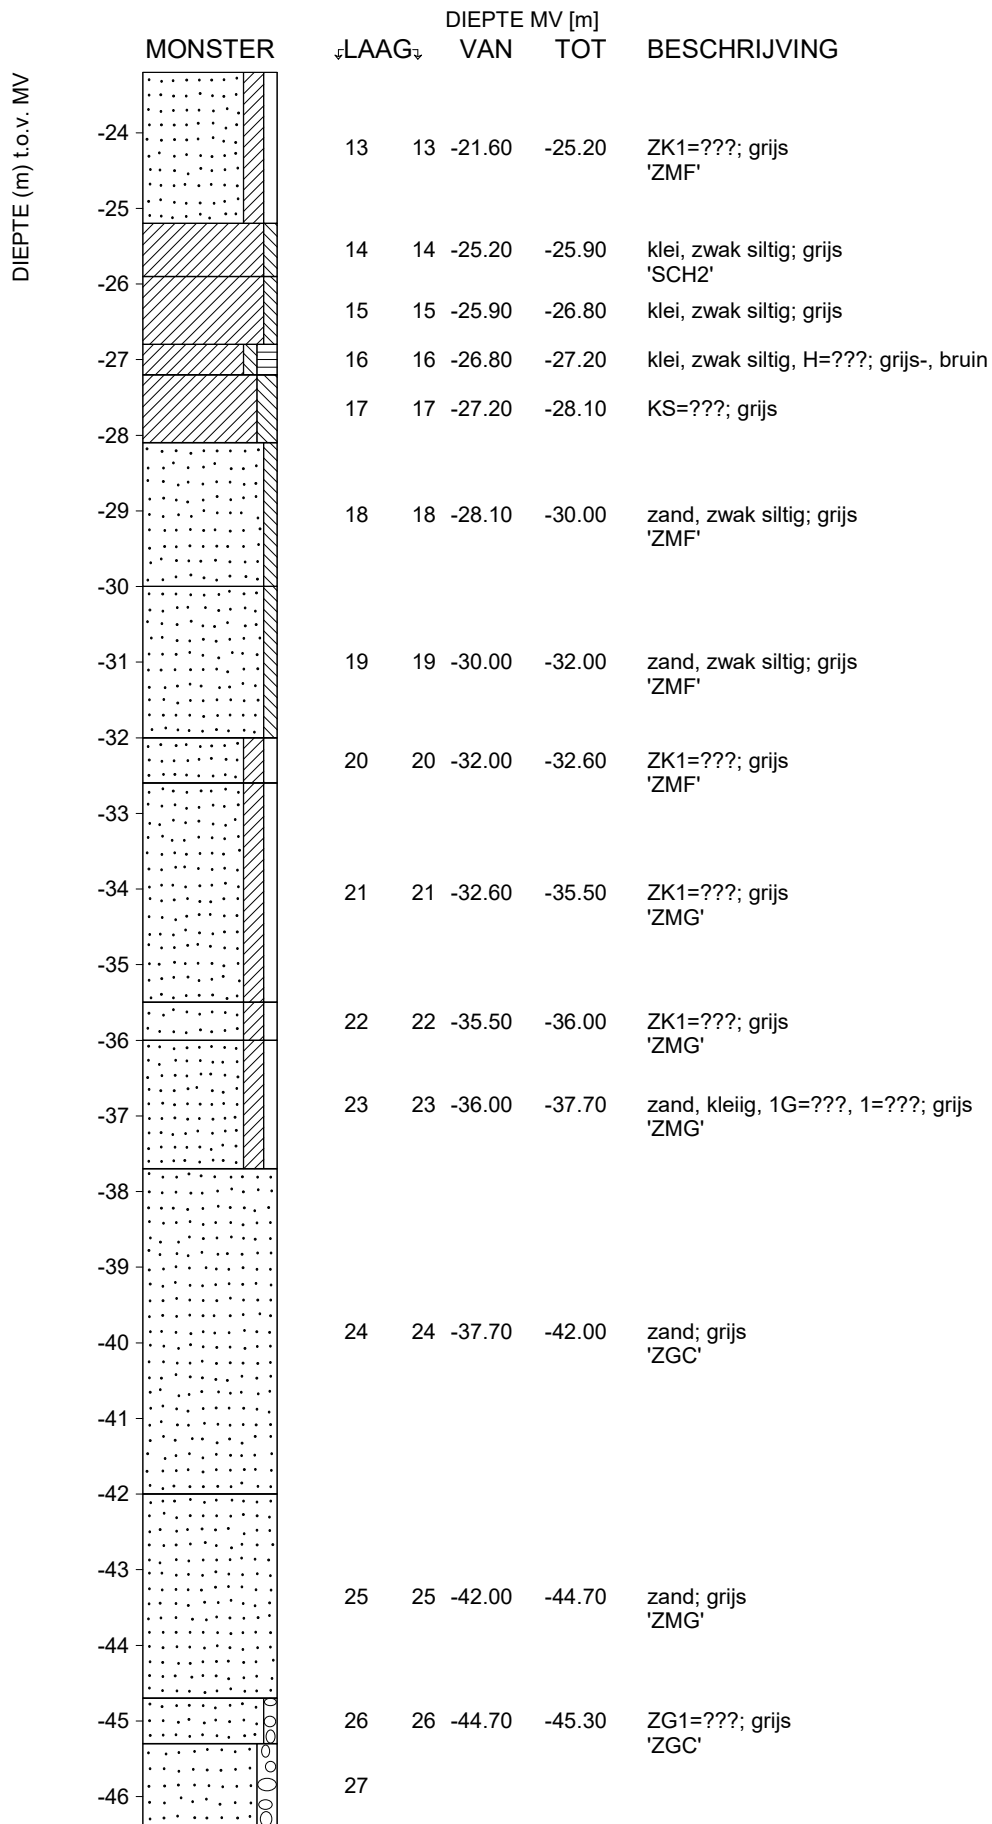 DIEPTE MV [m]
MONSTER LAAG VAN TOT BESCHRIJVING
DIEPTE (m) t.o.v. MV
-24
13 13 -21.60 -25.20 ZK1=???; grijs
'ZMF'
-25
14 14 -25.20 -25.90 klei, zwak siltig; grijs
'SCH2'
-26
15 15 -25.90 -26.80 klei, zwak siltig; grijs
-27 16 16 -26.80 -27.20 klei, zwak siltig, H=???; grijs-, bruin
17 17 -27.20 -28.10 KS=???; grijs
-28
-29 18 18 -28.10 -30.00 zand, zwak siltig; grijs
'ZMF'
-30
-31 19 19 -30.00 -32.00 zand, zwak siltig; grijs
'ZMF'
-32
20 20 -32.00 -32.60 ZK1=???; grijs
'ZMF'
-33
-34 21 21 -32.60 -35.50 ZK1=???; grijs
'ZMG'
-35
22 22 -35.50 -36.00 ZK1=???; grijs
-36 'ZMG'
-37 23 23 -36.00 -37.70 zand, kleiig, 1G=???, 1=???; grijs
'ZMG'
-38
-39
-40 24 24 -37.70 -42.00 zand; grijs
'ZGC'
-41
-42
-43
25 25 -42.00 -44.70 zand; grijs
'ZMG'
-44
-45 26 26 -44.70 -45.30 ZG1=???; grijs
'ZGC'
-46 27